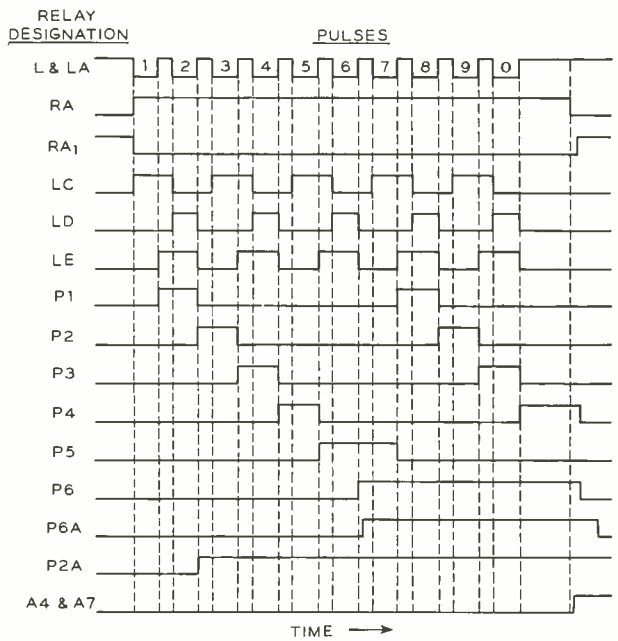 RELAY
DESIGNATION
PULSES
L & LA 1 2 3 4 5 6 7 8 9 0
RA
RA1
LC
LD
LE
P1
P2
P3
P4
P5
P6
P6A
P2A
A4 & A7
TIME →